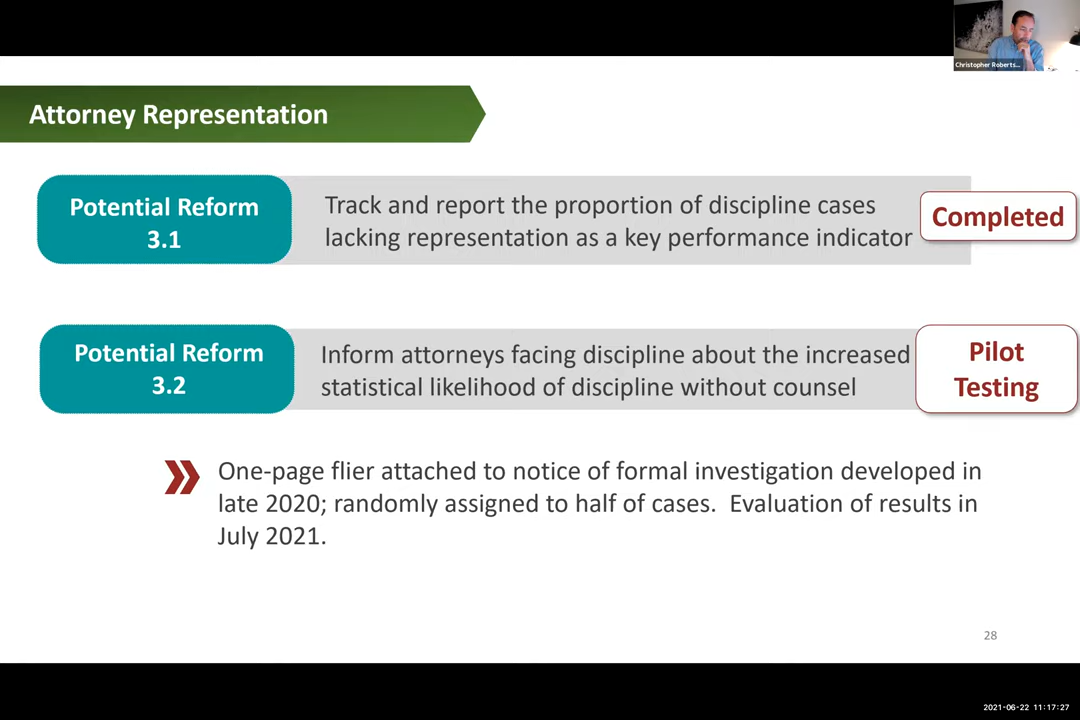 Christopher Roberts...
Attorney Representation
Potential Reform
3.1
Track and report the proportion of discipline cases
lacking representation as a key performance indicator
Completed
Potential Reform
3.2
Inform attorneys facing discipline about the increased
statistical likelihood of discipline without counsel
Pilot
Testing
One-page flier attached to notice of formal investigation developed in
late 2020; randomly assigned to half of cases.  Evaluation of results in
July 2021.
28
2021-06-22 11:17:27